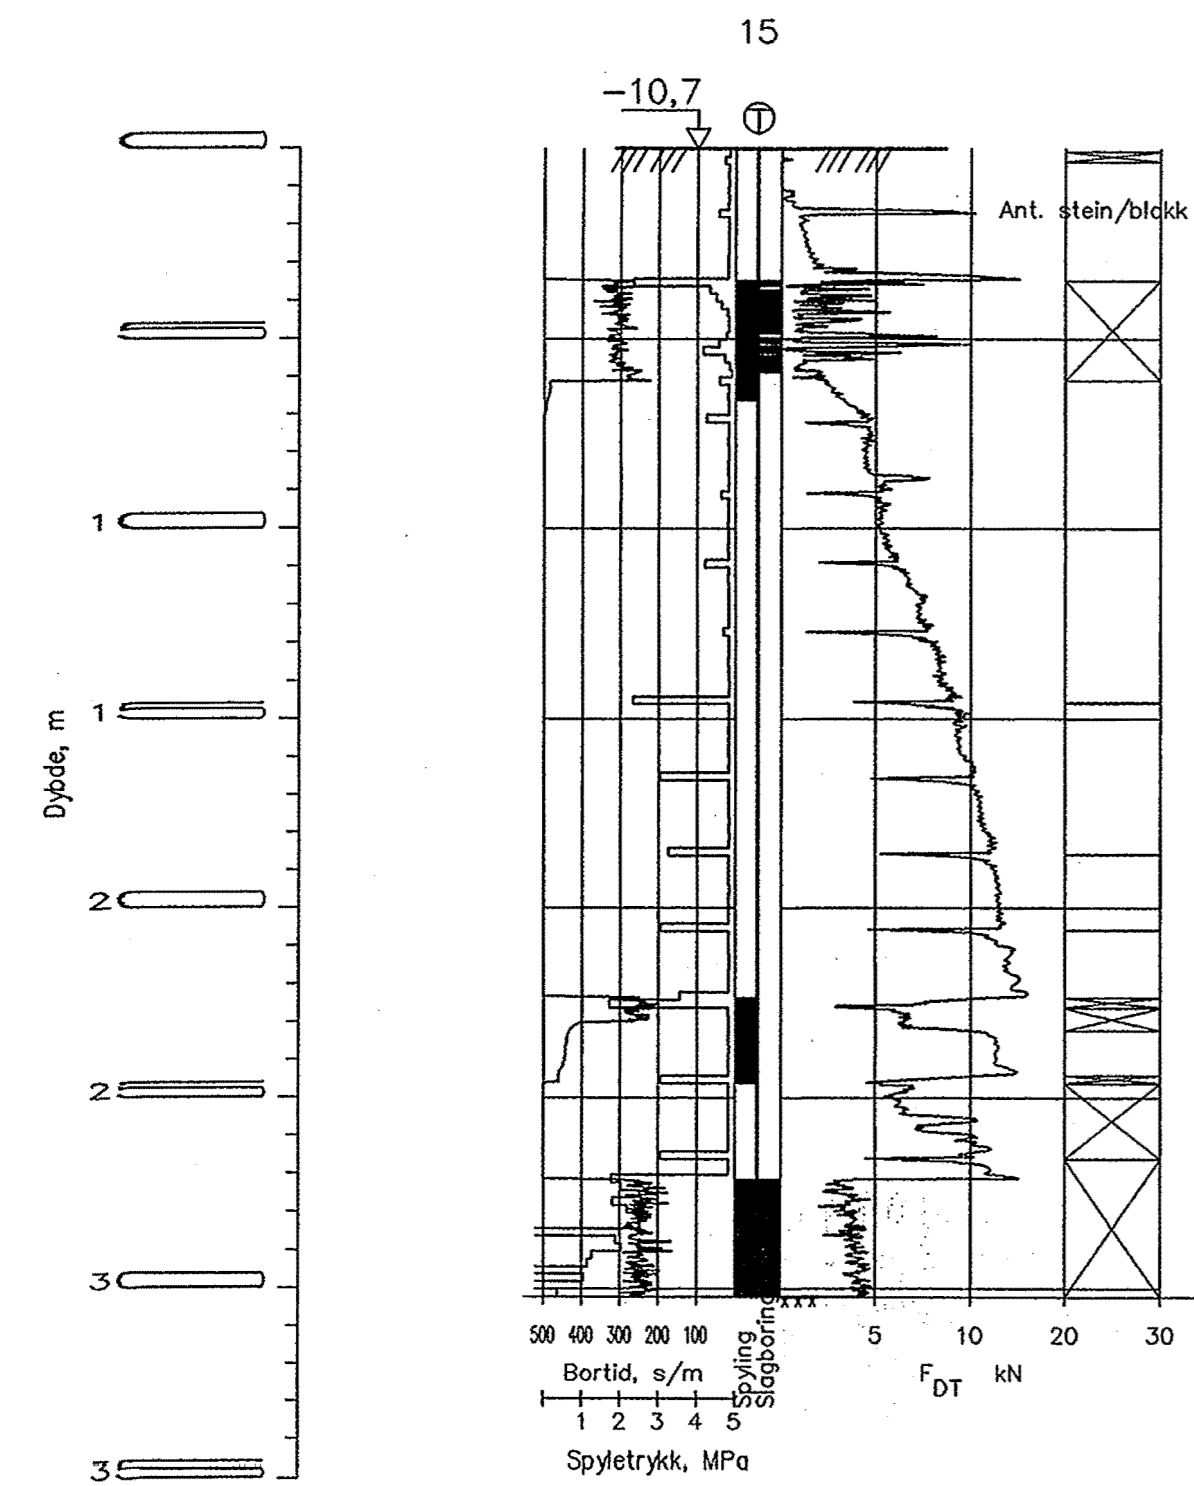 15
-10,7
T
Ant. stein/blokk
1
1
2
2
3
3
Dybde, m
500 400 300 200 100
5 10 20 30
Bortid, s/m
Spyling
Slagboring
xxx
F DT kN
1 2 3 4 5
Spyletrykk, MPa